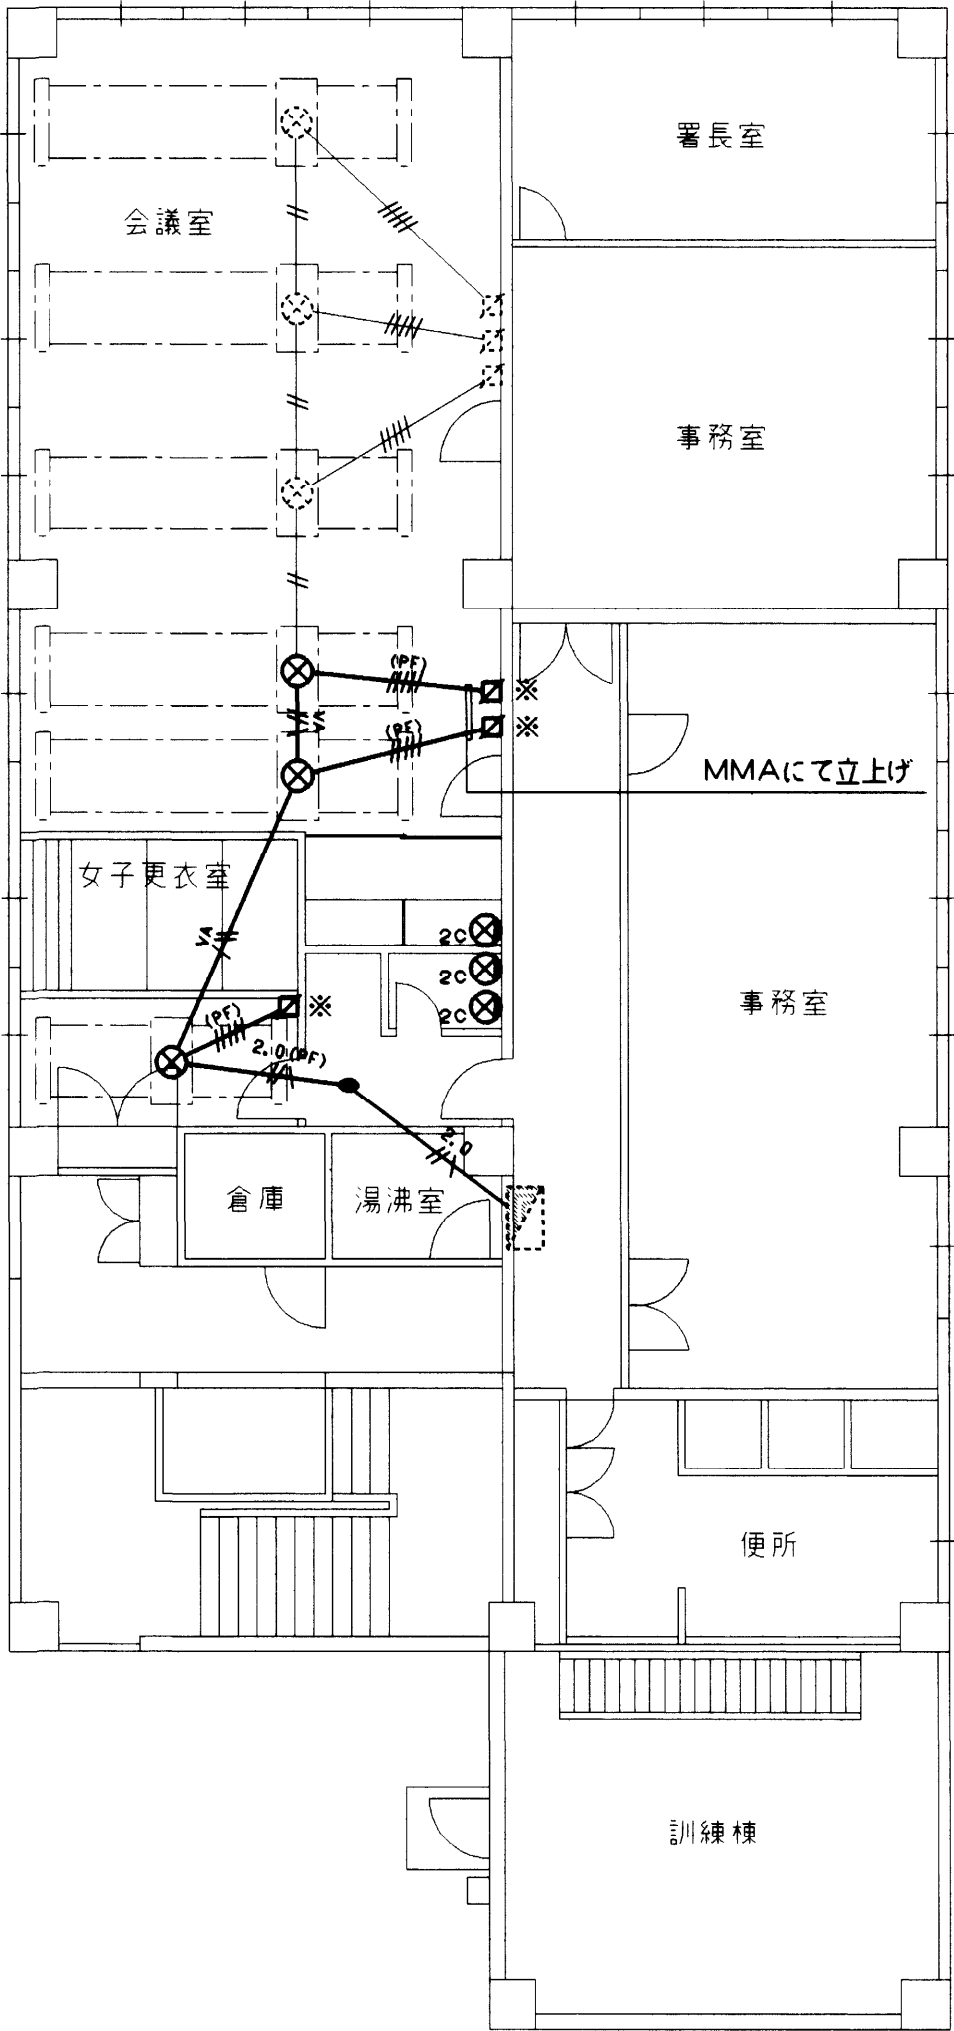 署長室
会議室
事務室
(PF) ※
VA
(PF) ※
MMAにて立上げ
女子更衣室
2C
VA
2C
事務室
2C
(PF) ※
2.0(PF)
2.0
倉庫
湯沸室
便所
訓練棟